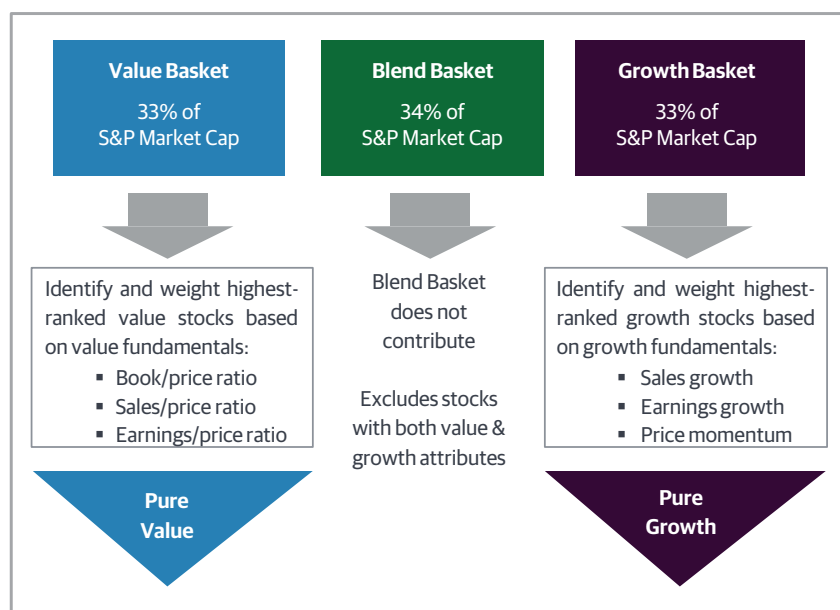 Value Basket
33% of
S&P Market Cap
Blend Basket
34% of
S&P Market Cap
Growth Basket
33% of
S&P Market Cap
Identify and weight highest-
ranked value stocks based
on value fundamentals:
▪ Book/price ratio
▪ Sales/price ratio
▪ Earnings/price ratio
Blend Basket
does not
contribute
Excludes stocks
with both value &
growth attributes
Identify and weight highest-
ranked growth stocks based
on growth fundamentals:
▪ Sales growth
▪ Earnings growth
▪ Price momentum
Pure
Value
Pure
Growth